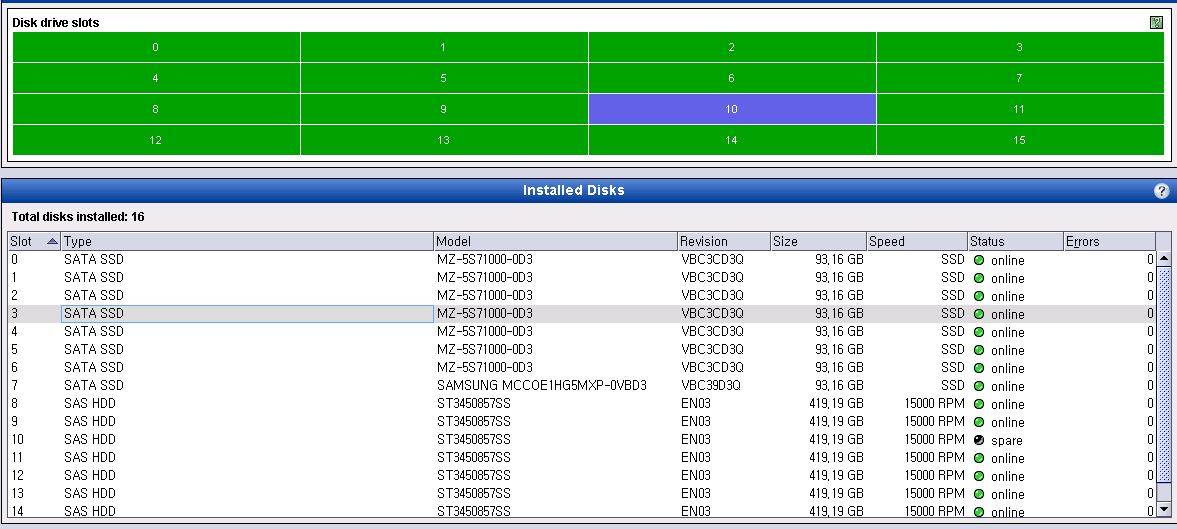 Disk drive slots
0 1 2 3
4 5 6 7
8 9 10 11
12 13 14 15
Installed Disks
Total disks installed: 16
Slot Type Model Revision Size Speed Status Errors
0 SATA SSD MZ-5S71000-0D3 VBC3CD3Q 93,16 GB SSD online 0
1 SATA SSD MZ-5S71000-0D3 VBC3CD3Q 93,16 GB SSD online 0
2 SATA SSD MZ-5S71000-0D3 VBC3CD3Q 93,16 GB SSD online 0
3 SATA SSD MZ-5S71000-0D3 VBC3CD3Q 93,16 GB SSD online 0
4 SATA SSD MZ-5S71000-0D3 VBC3CD3Q 93,16 GB SSD online 0
5 SATA SSD MZ-5S71000-0D3 VBC3CD3Q 93,16 GB SSD online 0
6 SATA SSD MZ-5S71000-0D3 VBC3CD3Q 93,16 GB SSD online 0
7 SATA SSD SAMSUNG MCCOE1HG5MXP-0VBD3 VBC39D3Q 93,16 GB SSD online 0
8 SAS HDD ST3450857SS EN03 419,19 GB 15000 RPM online 0
9 SAS HDD ST3450857SS EN03 419,19 GB 15000 RPM online 0
10 SAS HDD ST3450857SS EN03 419,19 GB 15000 RPM spare 0
11 SAS HDD ST3450857SS EN03 419,19 GB 15000 RPM online 0
12 SAS HDD ST3450857SS EN03 419,19 GB 15000 RPM online 0
13 SAS HDD ST3450857SS EN03 419,19 GB 15000 RPM online 0
14 SAS HDD ST3450857SS EN03 419,19 GB 15000 RPM online 0